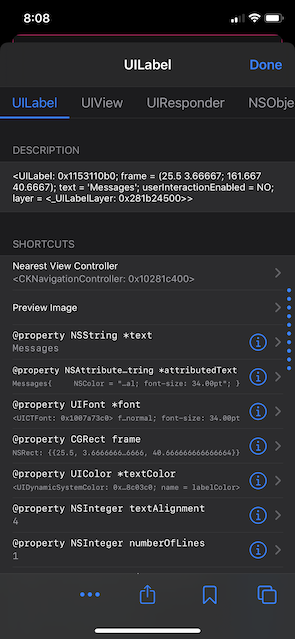 8:08
UILabel
Done
UILabel UIView UIResponder NSObje
DESCRIPTION
<UILabel: 0x1153110b0; frame = (25.5 3.66667; 161.667
40.6667); text = 'Messages'; userInteractionEnabled = NO;
layer = <_UILabelLayer: 0x281b24500>>
SHORTCUTS
Nearest View Controller
<CKNavigationController: 0x10281c400>
Preview Image
@property NSString *text
Messages
@property NSAttribute…tring *attributedText
Messages{ NSColor = "…al; font-size: 34.00pt"; }
@property UIFont *font
<UICTFont: 0x1007a73c0> f…normal; font-size: 34.00pt
@property CGRect frame
NSRect: {{25.5, 3.6666666…6666, 40.666666666666664}}
@property UIColor *textColor
<UIDynamicSystemColor: 0x…8c03c0; name = labelColor>
@property NSInteger textAlignment
4
@property NSInteger numberOfLines
1